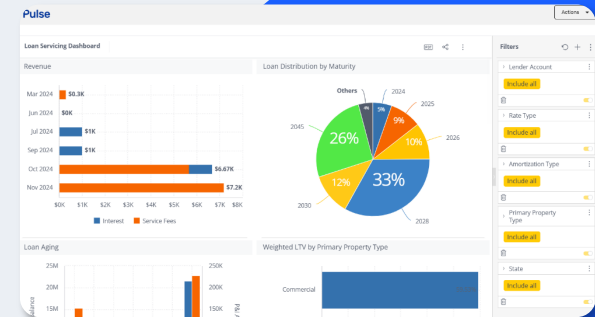 Pulse
Actions
Loan Servicing Dashboard
Filters
Revenue
Mar 2024 $0.3K
Jun 2024 $0K
Jul 2024 $1K
Sep 2024 $1K
Oct 2024 $6.67K
Nov 2024 $7.2K
$0K $1K $2K $3K $4K $5K $6K $7K $8K
Interest Service Fees
Loan Distribution by Maturity
Others
2024
2025
2026
2028
2030
2045
5%
9%
10%
33%
12%
26%
Lender Account
Include all
Rate Type
Include all
Amortization Type
Include all
Primary Property
Type
Include all
State
Include all
Loan Aging
25M 250K
20M 200K
15M 150K
Weighted LTV by Primary Property Type
Commercial